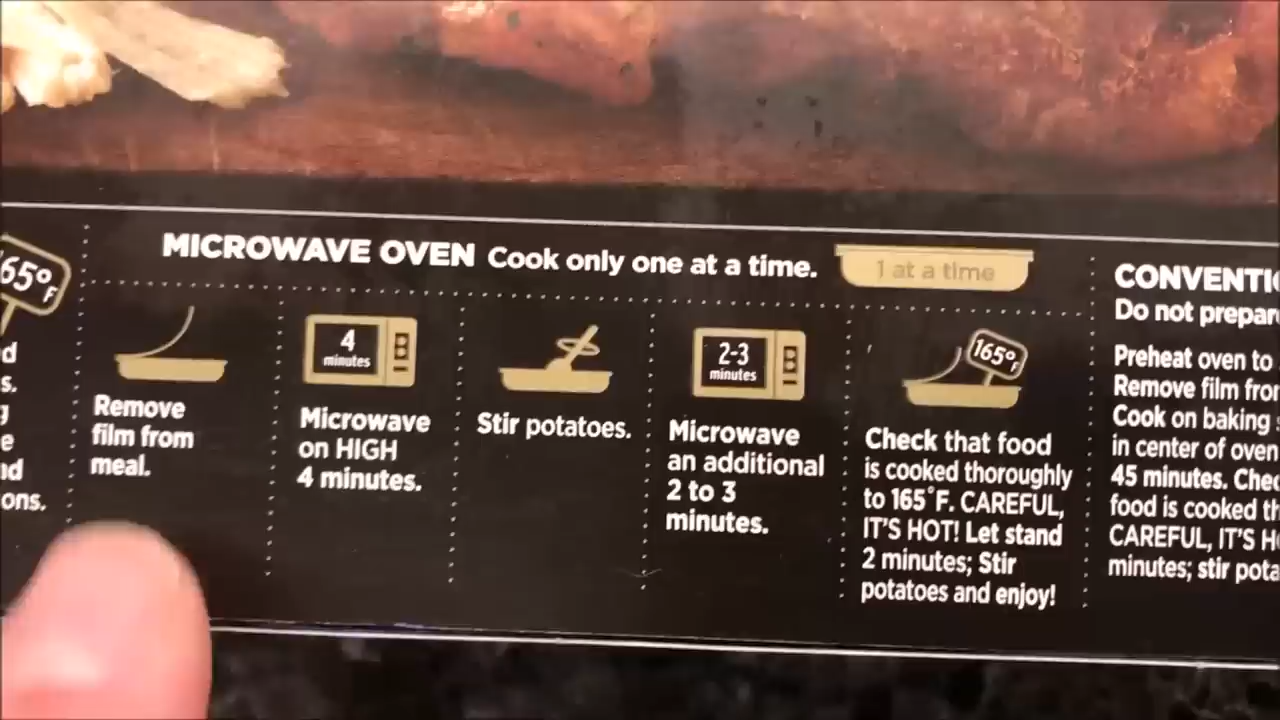 65°F
d
s.
g
e
nd
ons.
MICROWAVE OVEN Cook only one at a time.
1 at a time
Remove
film from
meal.
4
minutes
Microwave
on HIGH
4 minutes.
Stir potatoes.
2-3
minutes
Microwave
an additional
2 to 3
minutes.
165°F
Check that food
is cooked thoroughly
to 165°F. CAREFUL,
IT'S HOT! Let stand
2 minutes; Stir
potatoes and enjoy!
CONVENTI
Do not prepar
Preheat oven to
Remove film fro
Cook on baking
in center of oven
45 minutes. Chec
food is cooked th
CAREFUL, IT'S H
minutes; stir pota